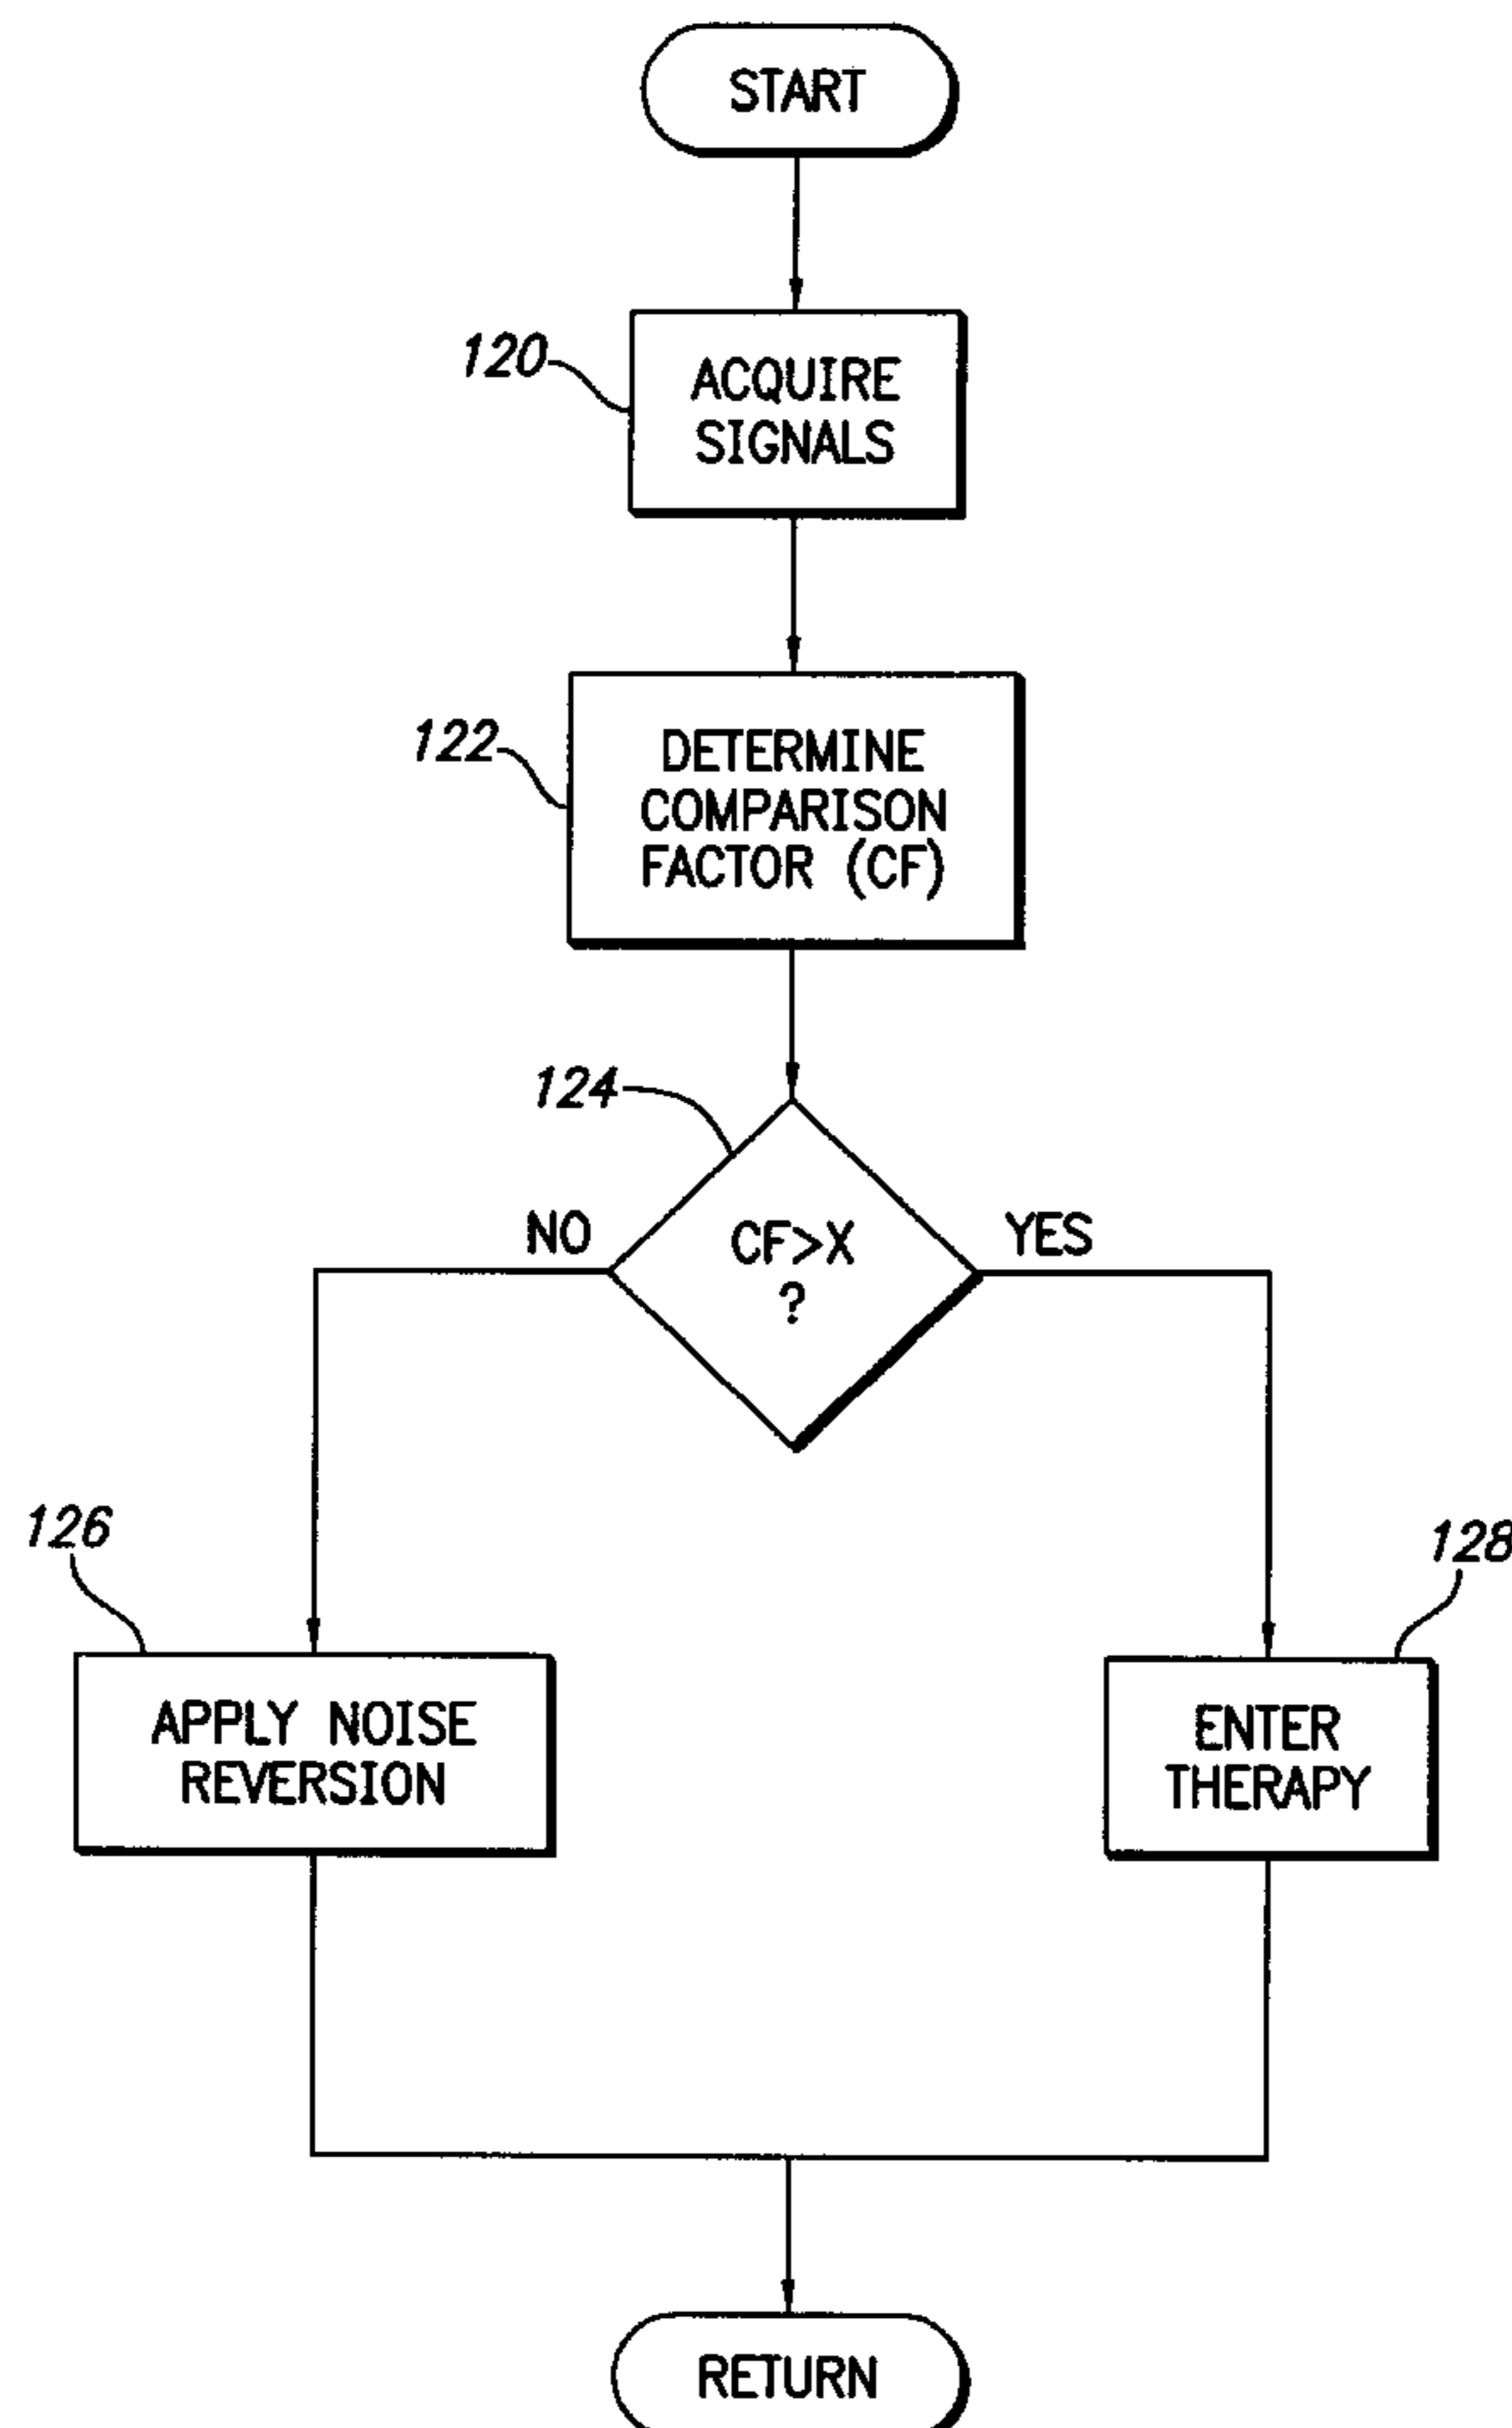 START
120
ACQUIRE
SIGNALS
122
DETERMINE
COMPARISON
FACTOR (CF)
124
NO
CF>X
?
YES
126
128
APPLY NOISE
REVERSION
ENTER
THERAPY
RETURN